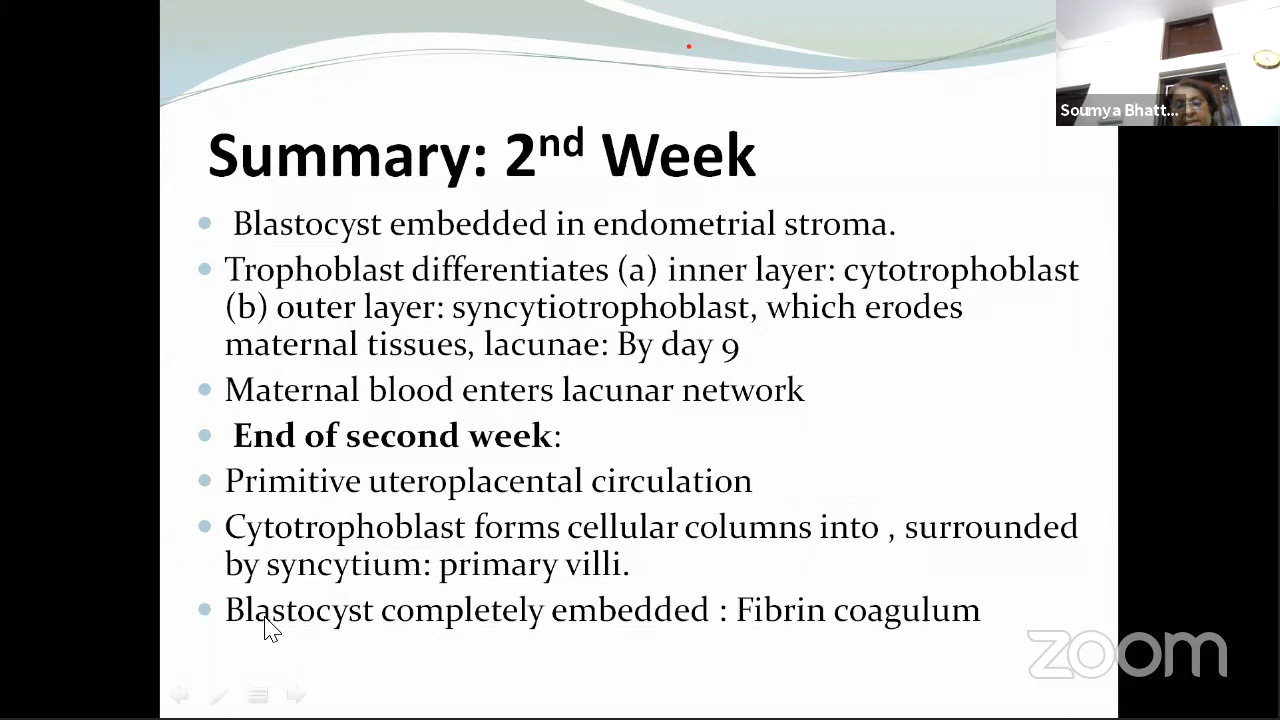 Soumya Bhatt...
Summary: 2nd Week
Blastocyst embedded in endometrial stroma.
Trophoblast differentiates (a) inner layer: cytotrophoblast
(b) outer layer: syncytiotrophoblast, which erodes
maternal tissues, lacunae: By day 9
Maternal blood enters lacunar network
End of second week:
Primitive uteroplacental circulation
Cytotrophoblast forms cellular columns into , surrounded
by syncytium: primary villi.
Blastocyst completely embedded : Fibrin coagulum
zoom